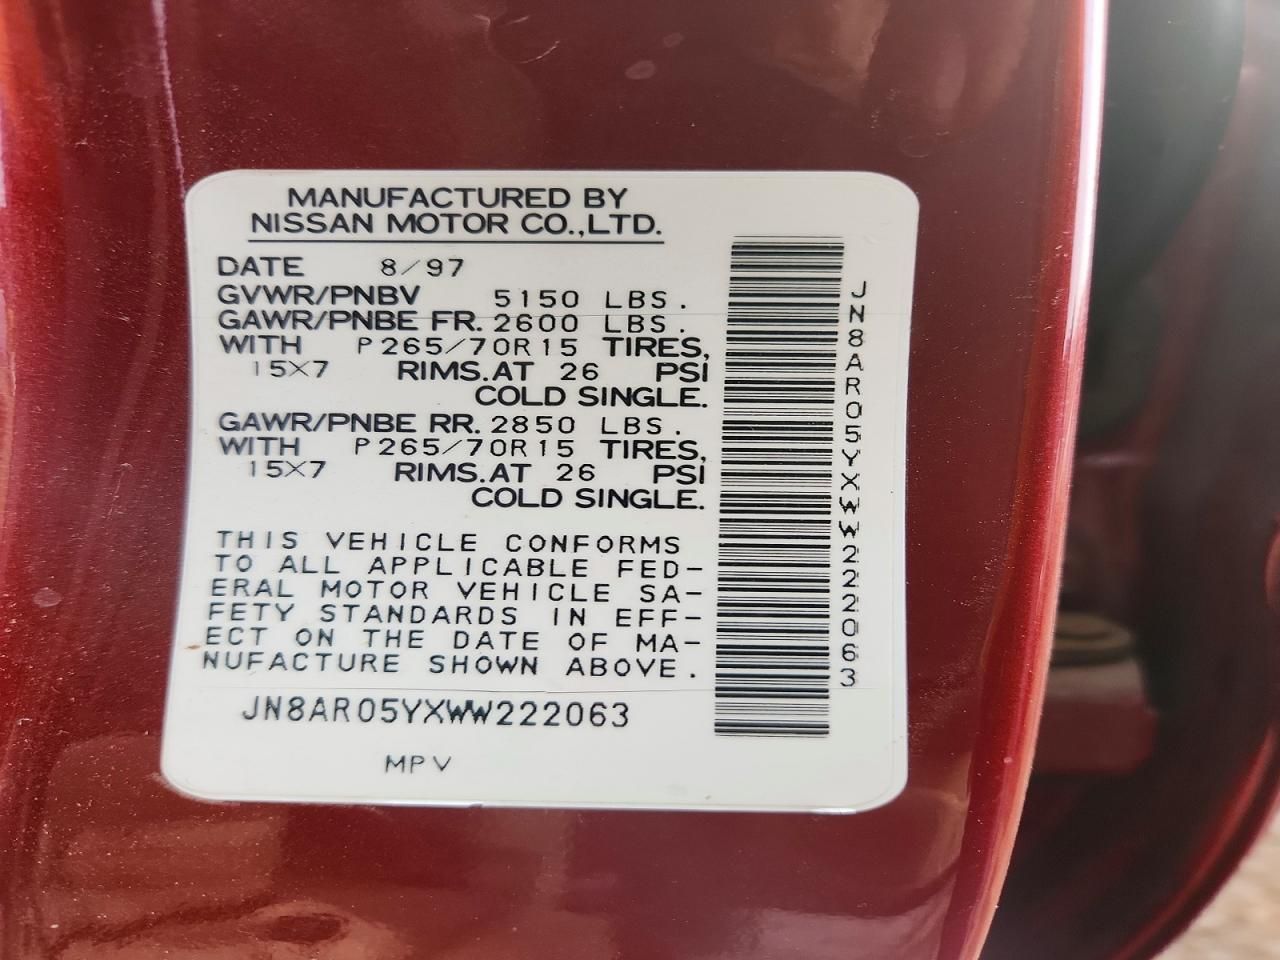 MANUFACTURED BY
NISSAN MOTOR CO.,LTD.
DATE 8/97
GVWR/PNBV 5150 LBS.
GAWR/PNBE FR. 2600 LBS.
WITH P265/70R15 TIRES,
15X7 RIMS.AT 26 PSI
COLD SINGLE.
GAWR/PNBE RR. 2850 LBS.
WITH P265/70R15 TIRES,
15X7 RIMS.AT 26 PSI
COLD SINGLE.
THIS VEHICLE CONFORMS
TO ALL APPLICABLE FED-
ERAL MOTOR VEHICLE SA-
FETY STANDARDS IN EFF-
ECT ON THE DATE OF MA-
NUFACTURE SHOWN ABOVE.
JN8AR05YXWW222063
MPV
JN8AR05YXWW222063